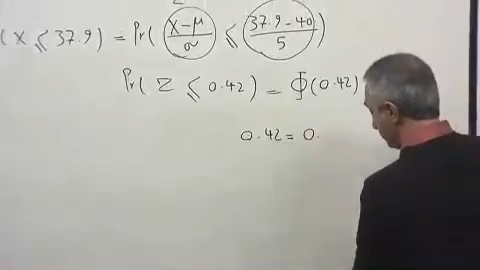 ( X ⩽ 37.9) = Pr( X-μ/σ ⩽ 37.9-40/5 )
Pr( Z ⩽ 0.42) = Φ(0.42)
0.42 = 0.